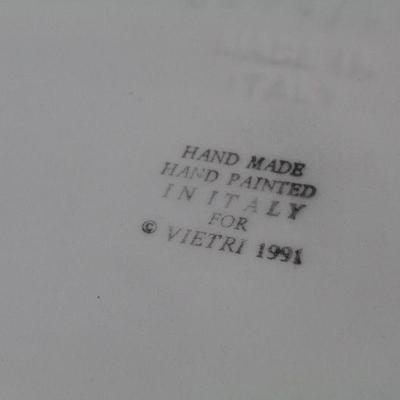 HAND MADE
HAND PAINTED
IN ITALY
FOR
© VIETRI 1991